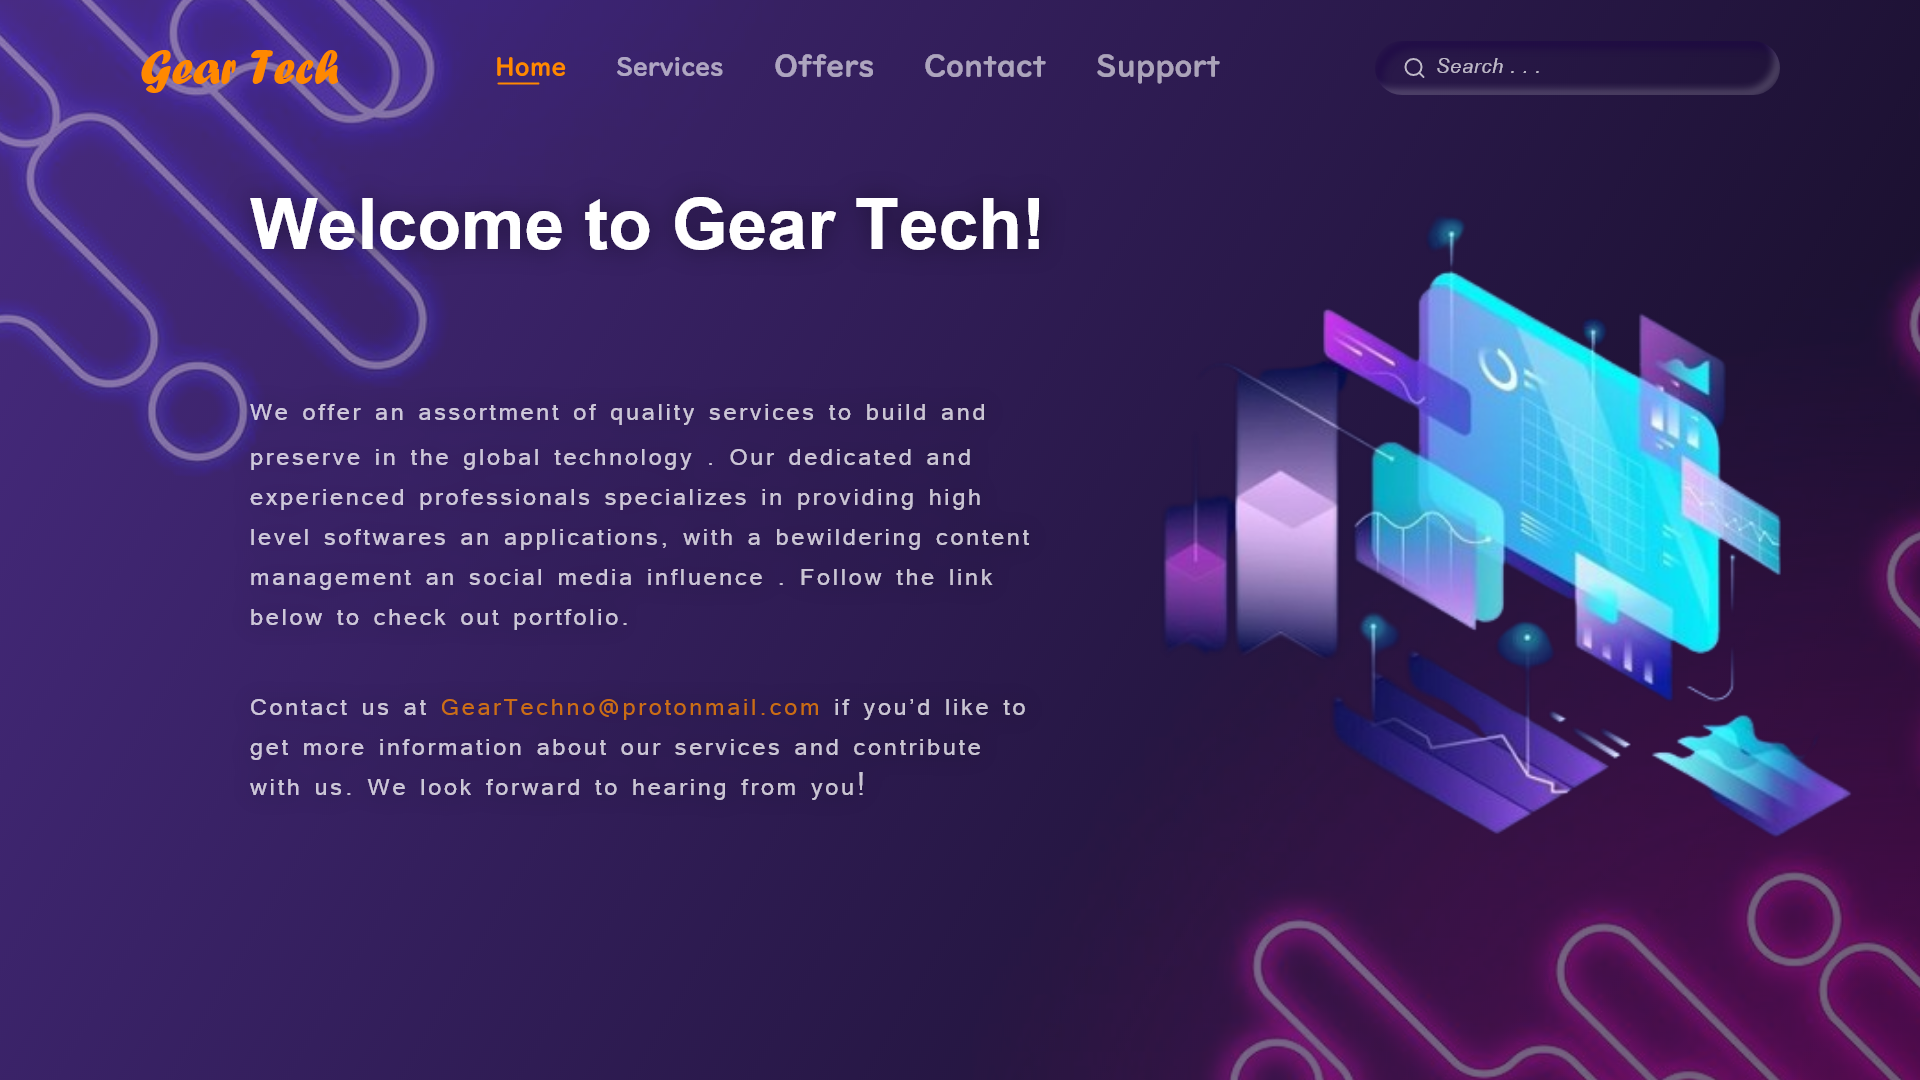 Gear Tech Home Services Offers Contact Support Search . . .
Welcome to Gear Tech!
We offer an assortment of quality services to build and
preserve in the global technology . Our dedicated and
experienced professionals specializes in providing high
level softwares an applications, with a bewildering content
management an social media influence . Follow the link
below to check out portfolio.
Contact us at GearTechno@protonmail.com if you’d like to
get more information about our services and contribute
with us. We look forward to hearing from you!